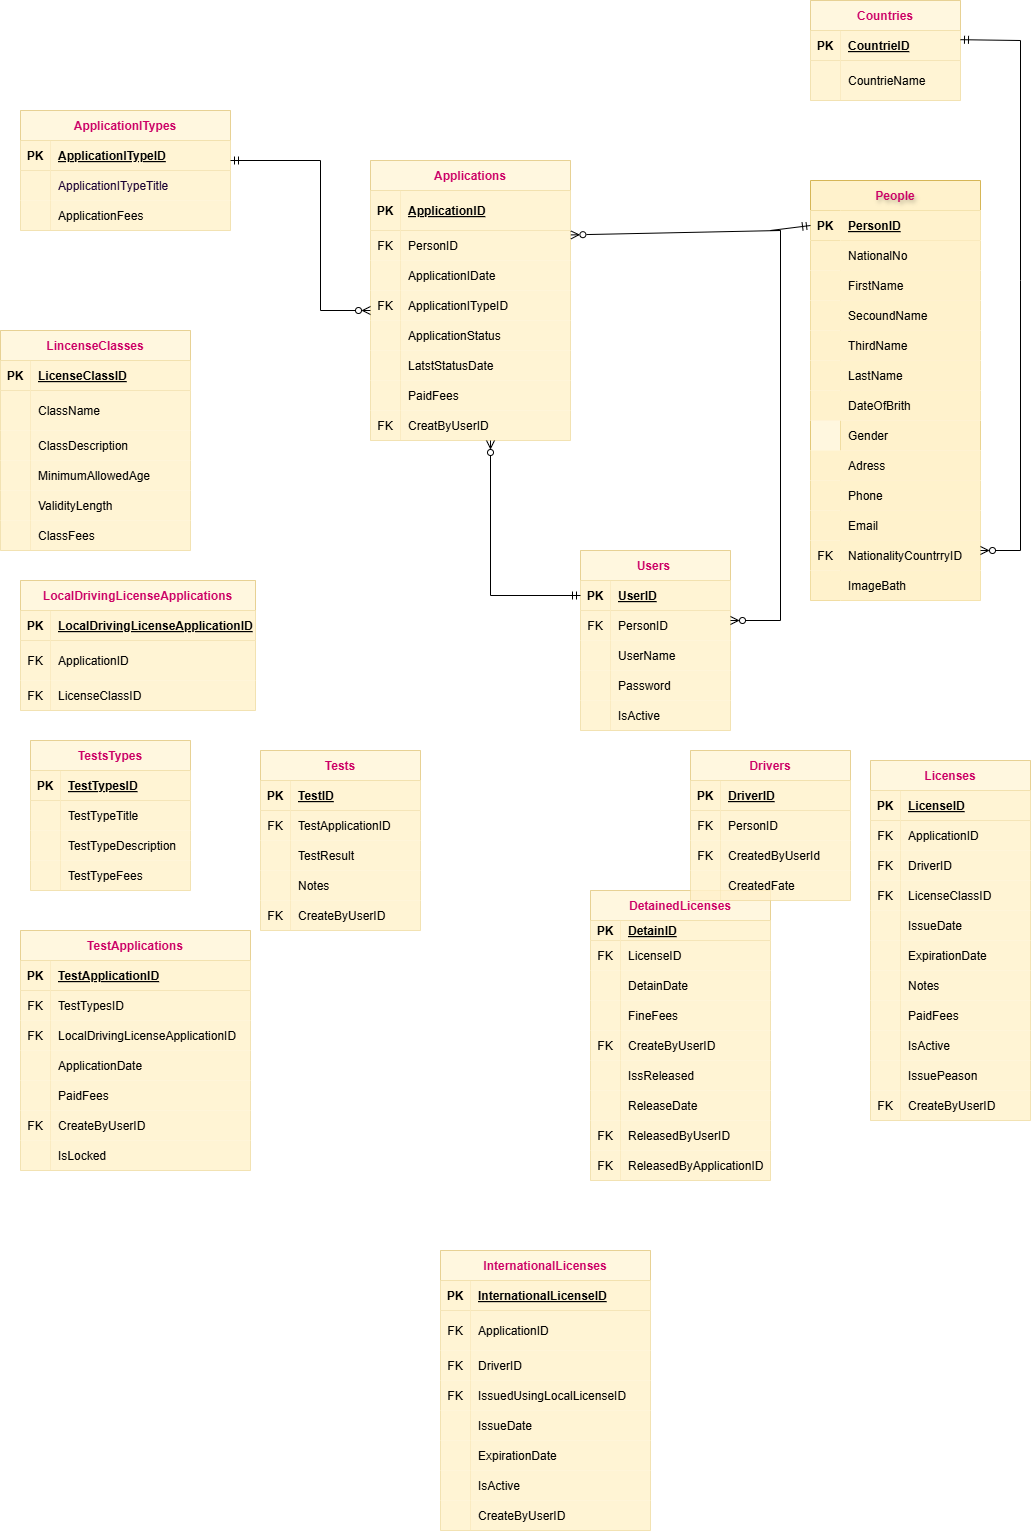 Countries
PK CountrieID
CountrieName
ApplicationlTypes
PK ApplicationlTypeID
ApplicationlTypeTitle
ApplicationFees
Applications
PK ApplicationID
FK PersonID
ApplicationlDate
FK ApplicationlTypeID
ApplicationStatus
LatstStatusDate
PaidFees
FK CreatByUserID
People
PK PersonID
NationalNo
FirstName
SecoundName
ThirdName
LastName
DateOfBrith
Gender
Adress
Phone
Email
FK NationalityCountrryID
ImageBath
LincenseClasses
PK LicenseClassID
ClassName
ClassDescription
MinimumAllowedAge
ValidityLength
ClassFees
Users
PK UserID
FK PersonID
UserName
Password
IsActive
LocalDrivingLicenseApplications
PK LocalDrivingLicenseApplicationID
FK ApplicationID
FK LicenseClassID
TestsTypes
PK TestTypesID
TestTypeTitle
TestTypeDescription
TestTypeFees
Tests
PK TestID
FK TestApplicationID
TestResult
Notes
FK CreateByUserID
Drivers
PK DriverID
FK PersonID
FK CreatedByUserId
CreatedFate
Licenses
PK LicenseID
FK ApplicationID
FK DriverID
FK LicenseClassID
IssueDate
ExpirationDate
Notes
PaidFees
IsActive
IssuePeason
FK CreateByUserID
DetainedLicenses
PK DetainID
FK LicenseID
DetainDate
FineFees
FK CreateByUserID
IssReleased
ReleaseDate
FK ReleasedByUserID
FK ReleasedByApplicationID
TestApplications
PK TestApplicationID
FK TestTypesID
FK LocalDrivingLicenseApplicationID
ApplicationDate
PaidFees
FK CreateByUserID
IsLocked
InternationalLicenses
PK InternationalLicenseID
FK ApplicationID
FK DriverID
FK IssuedUsingLocalLicenseID
IssueDate
ExpirationDate
IsActive
CreateByUserID